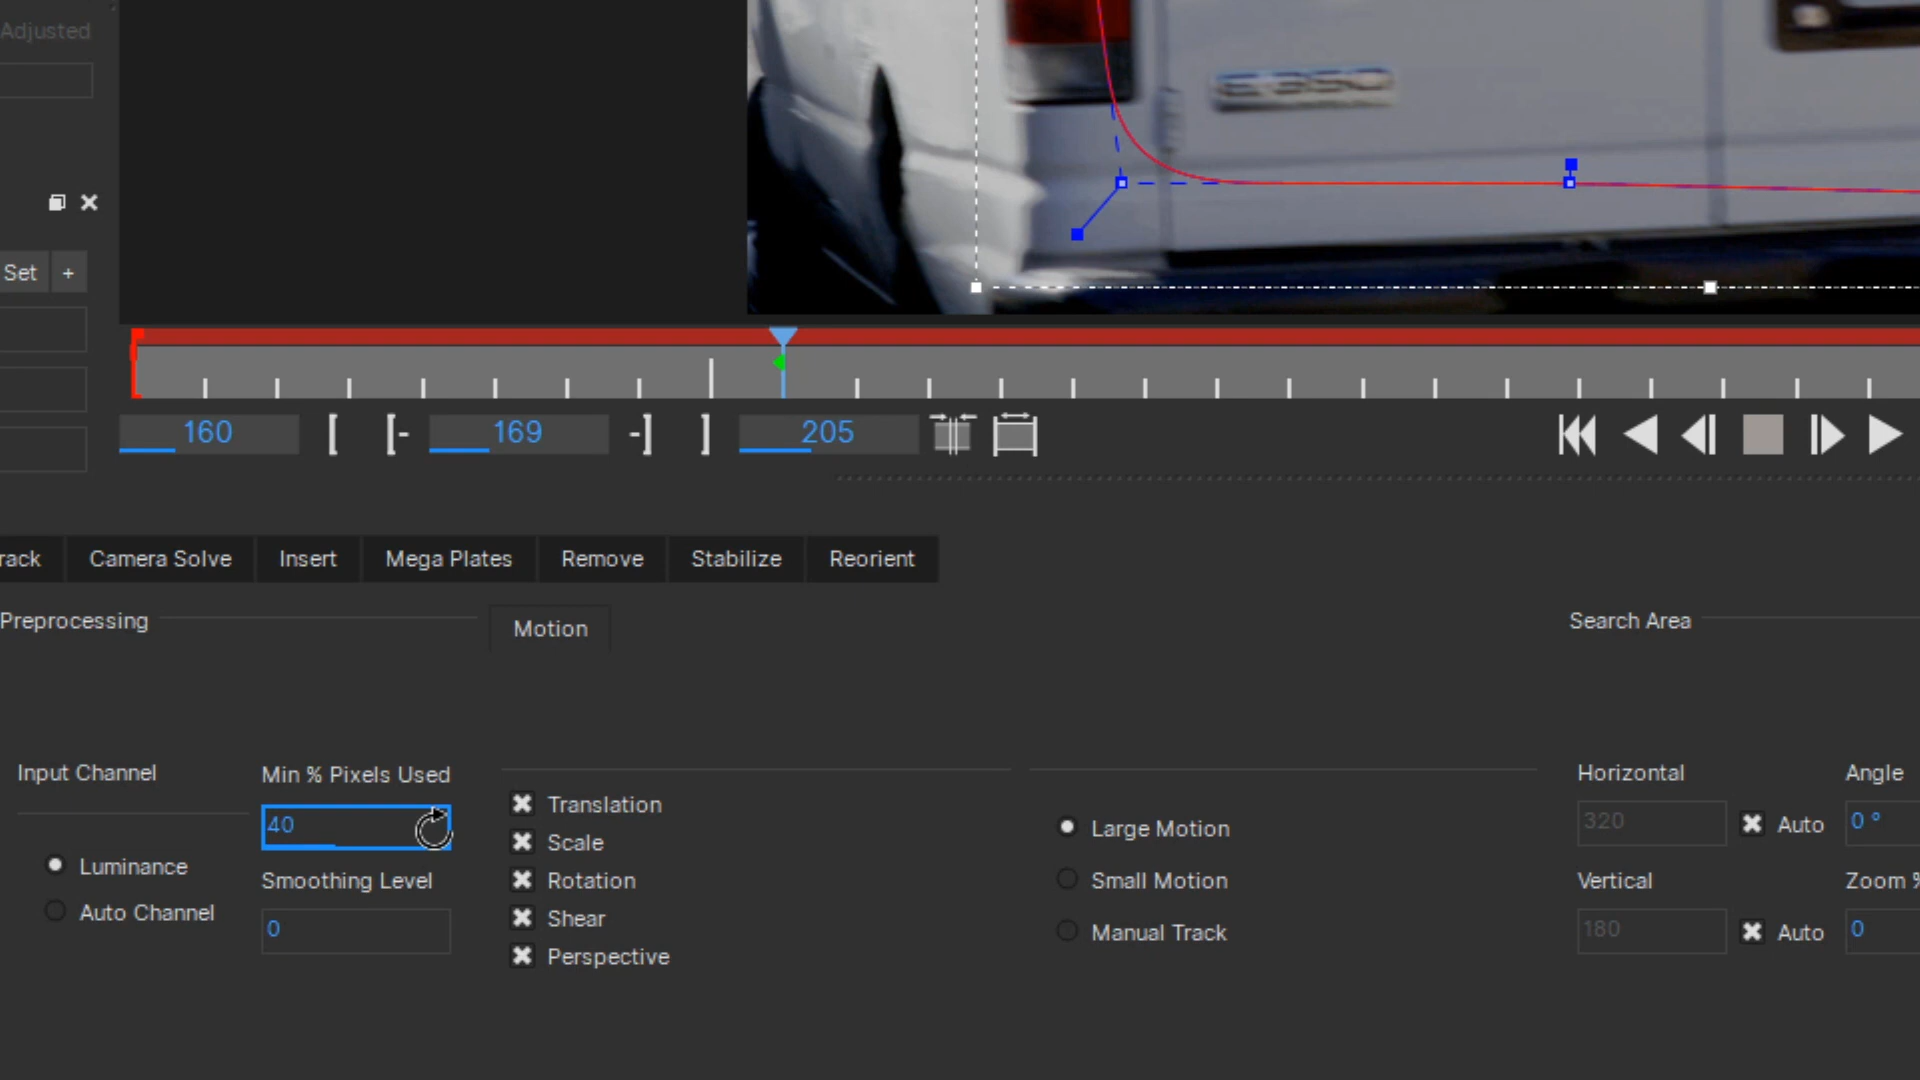 Adjusted
E-350
Set +
160 [ [- 169 -] ] 205
rack Camera Solve Insert Mega Plates Remove Stabilize Reorient
Preprocessing Motion Search Area
Input Channel Min % Pixels Used Horizontal Angle
40 Translation 320 Auto 0 °
Scale Large Motion
Luminance Smoothing Level Rotation Small Motion Vertical Zoom %
Auto Channel 0 Shear Manual Track 180 Auto 0
Perspective